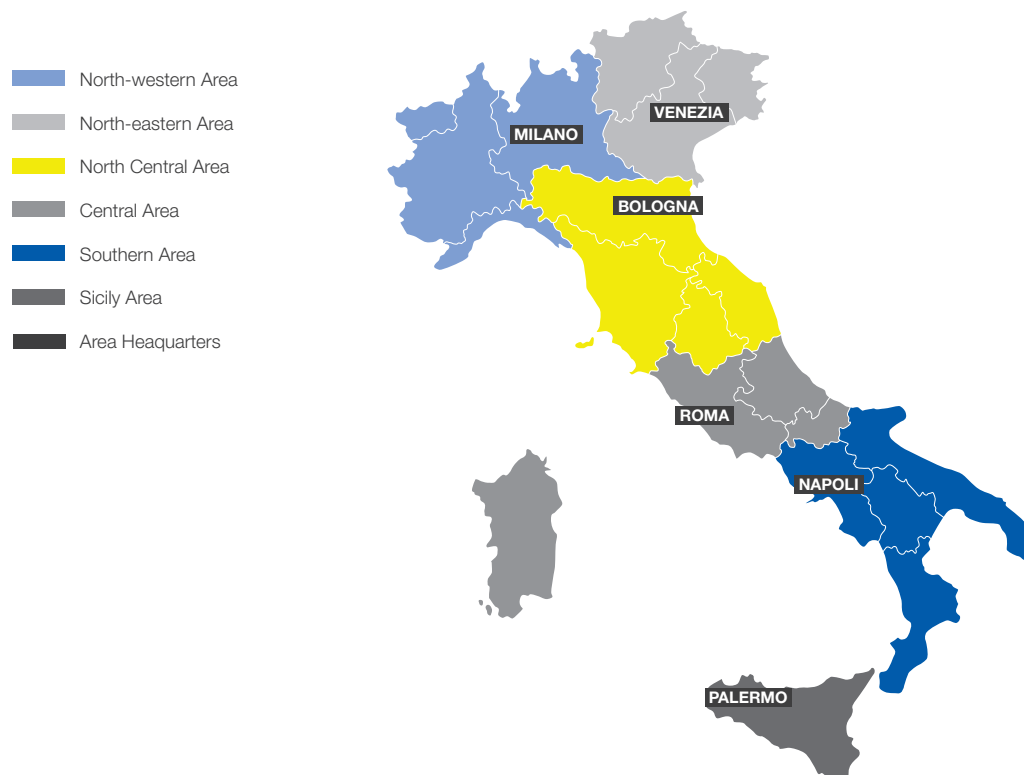 North-western Area
North-eastern Area
North Central Area
Central Area
Southern Area
Sicily Area
Area Heaquarters
VENEZIA
MILANO
BOLOGNA
ROMA
NAPOLI
PALERMO